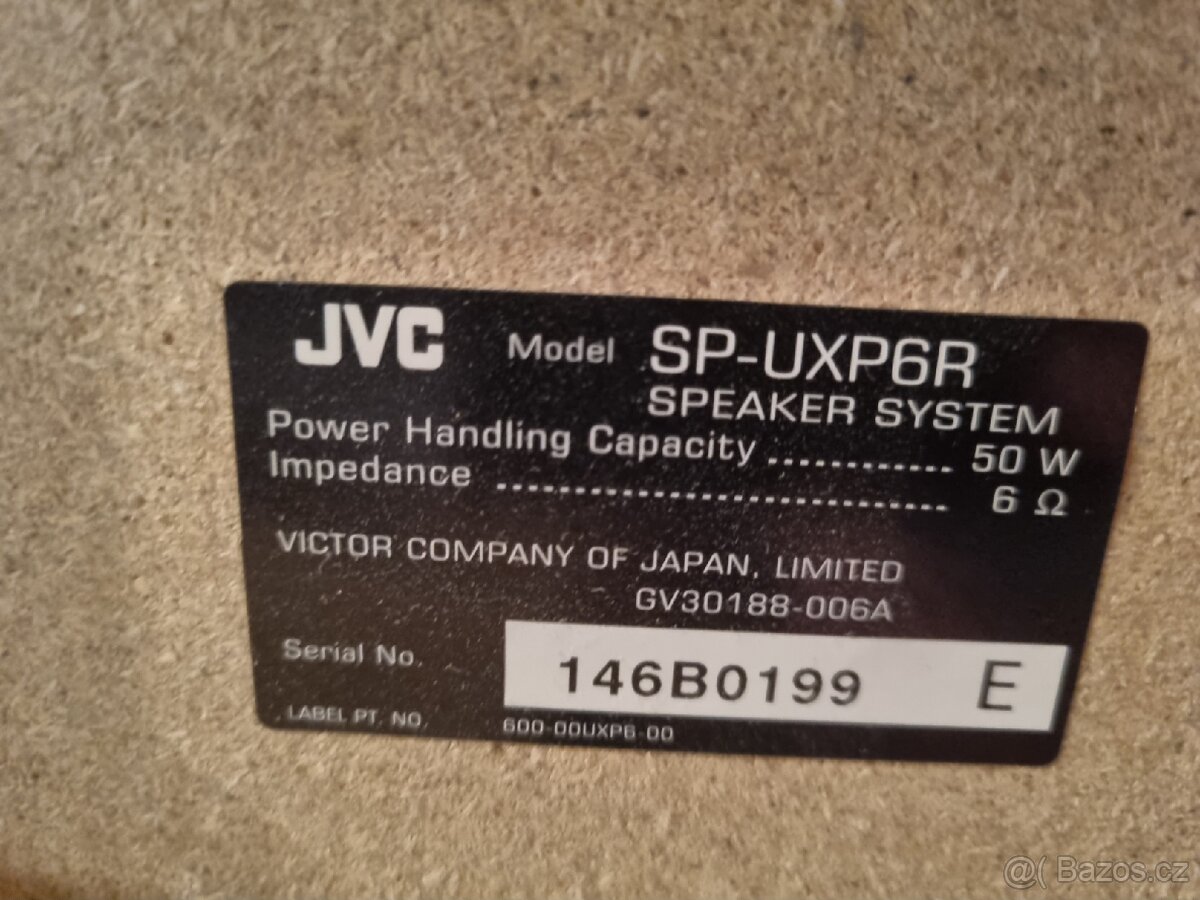 JVC Model SP-UXP6R
SPEAKER SYSTEM
Power Handling Capacity ............ 50 W
Impedance .............................. 6 Ω
VICTOR COMPANY OF JAPAN, LIMITED
GV30188-006A
Serial No. 146B0199 E
LABEL PT. NO. 600-00UXP6-00
@( Bazos.cz